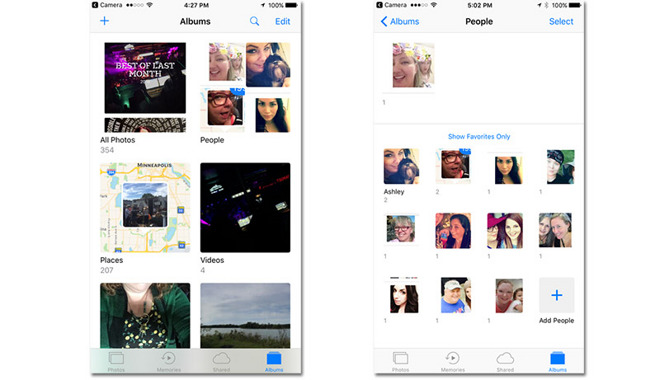 Camera 4:27 PM 100%
+ Albums Edit
BEST OF LAST
MONTH
All Photos
354
People
MINNEAPOLIS
Places
207
Videos
4
Photos Memories Shared Albums
Camera 5:02 PM 100%
Albums People Select
1
Show Favorites Only
Ashley
2 2 1 1
1 1 1 1
1 1 1 Add People
Photos Memories Shared Albums